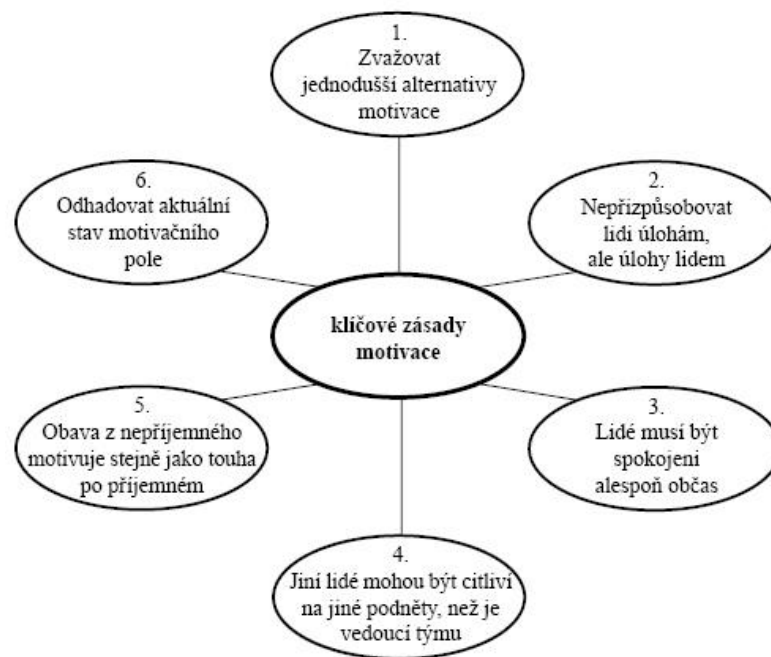 1.
Zvažovat
jednodušší alternativy
motivace
2.
Nepřizpůsobovat
lidi úlohám,
ale úlohy lidem
3.
Lidé musí být
spokojeni
alespoň občas
4.
Jiní lidé mohou být citliví
na jiné podněty, než je
vedoucí týmu
5.
Obava z nepříjemného
motivuje stejně jako touha
po příjemném
6.
Odhadovat aktuální
stav motivačního
pole
klíčové zásady
motivace